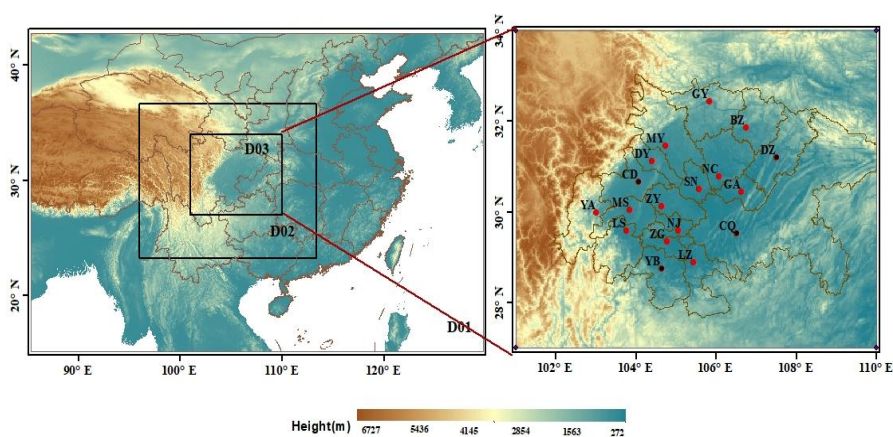 40° N
30° N
20° N
90° E
100° E
110° E
120° E
D03
D02
D01
34° N
32° N
30° N
28° N
102° E
104° E
106° E
108° E
110° E
GY
BZ
MY
DY
DZ
CD
NC
SN
GA
ZY
YA
MS
LS
NJ
ZG
CQ
LZ
YB
Height(m)
6727 5436 4145 2854 1563 272